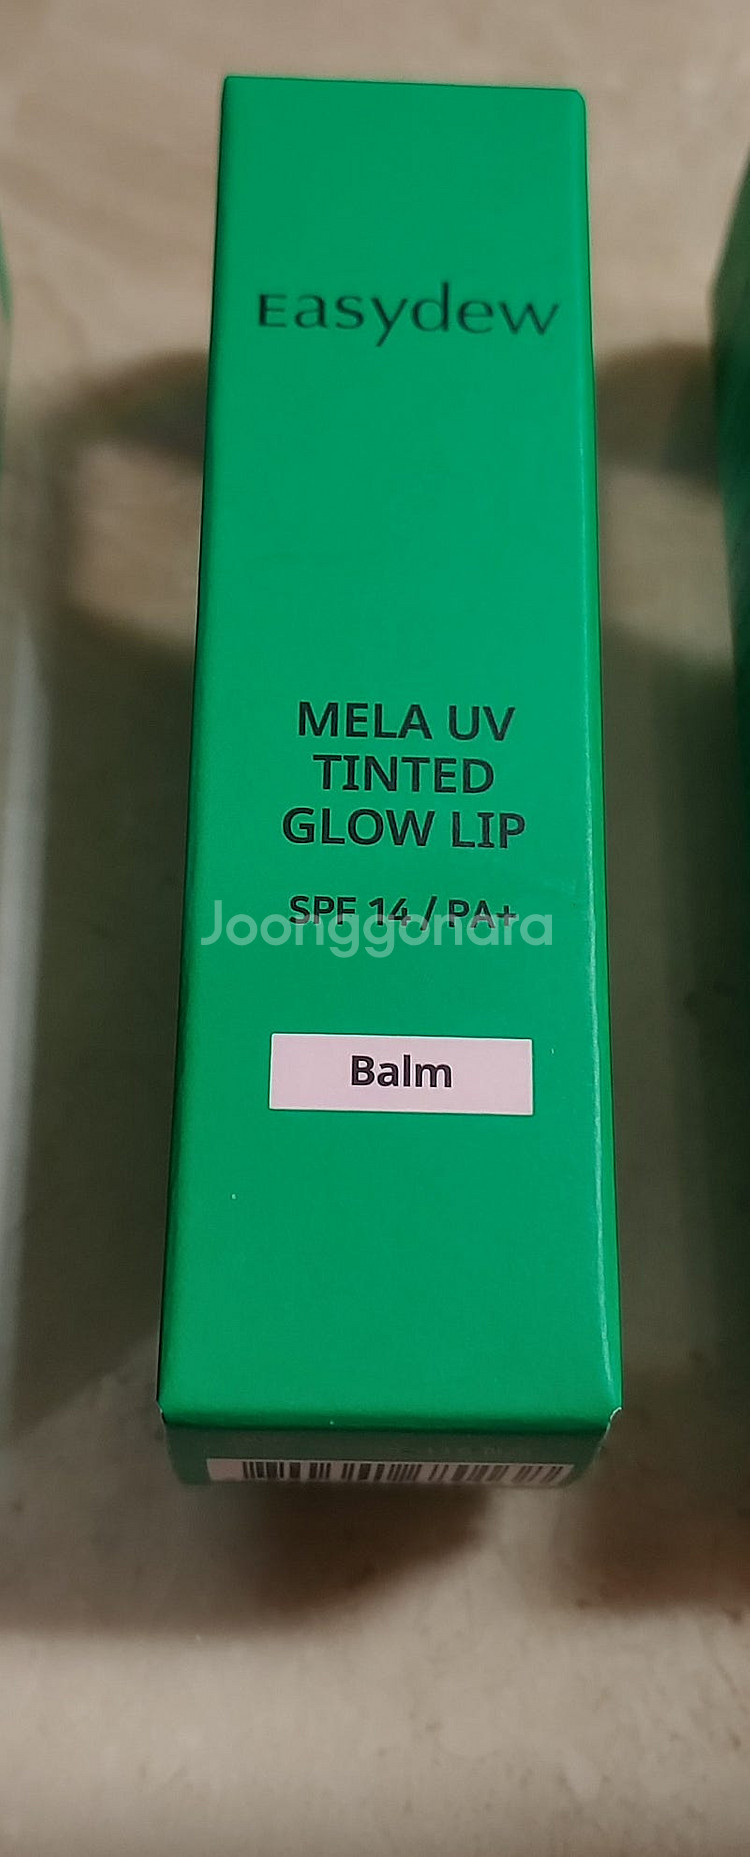 Easydew
MELA UV
TINTED
GLOW LIP
SPF 14 / PA+
Joonggonara
Balm